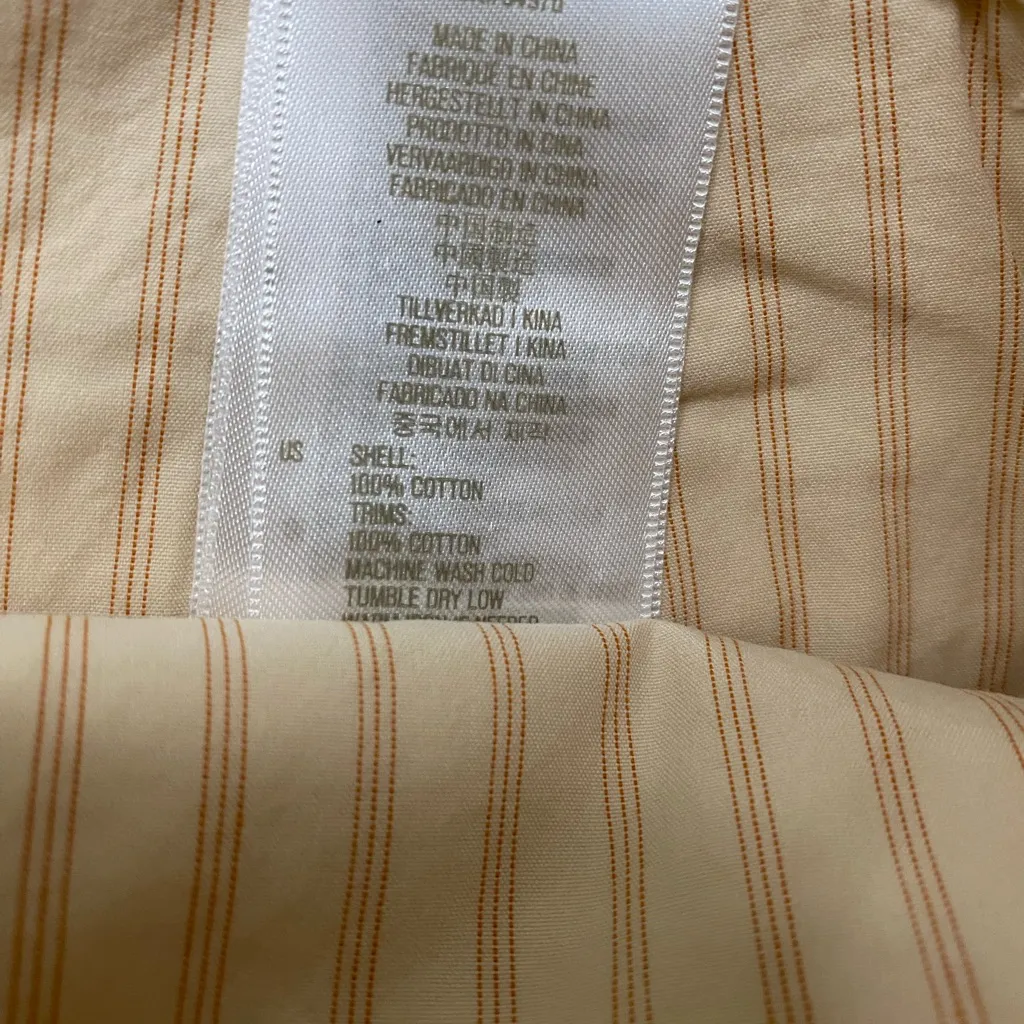 MADE IN CHINA
FABRIQUE EN CHINE
HERGESTELLT IN CHINA
PRODOTTO IN CINA
VERVAARDIGD IN CHINA
FABRICADO EN CHINA
中国制造
中國製造
中国製
TILLVERKAD I KINA
FREMSTILLET I KINA
DIBUAT DI CINA
FABRICADO NA CHINA
중국에서 제작
US
SHELL:
100% COTTON
TRIMS:
100% COTTON
MACHINE WASH COLD
TUMBLE DRY LOW